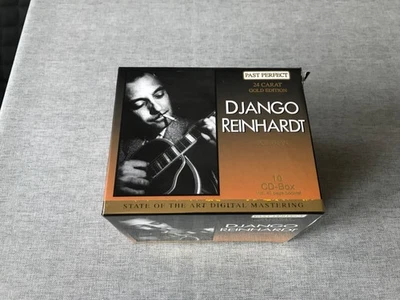 PAST PERFECT
24 CARAT
GOLD EDITION
DJANGO
REINHARDT
10
CD-Box
STATE OF THE ART DIGITAL MASTERING
DJANGO
REINHARDT